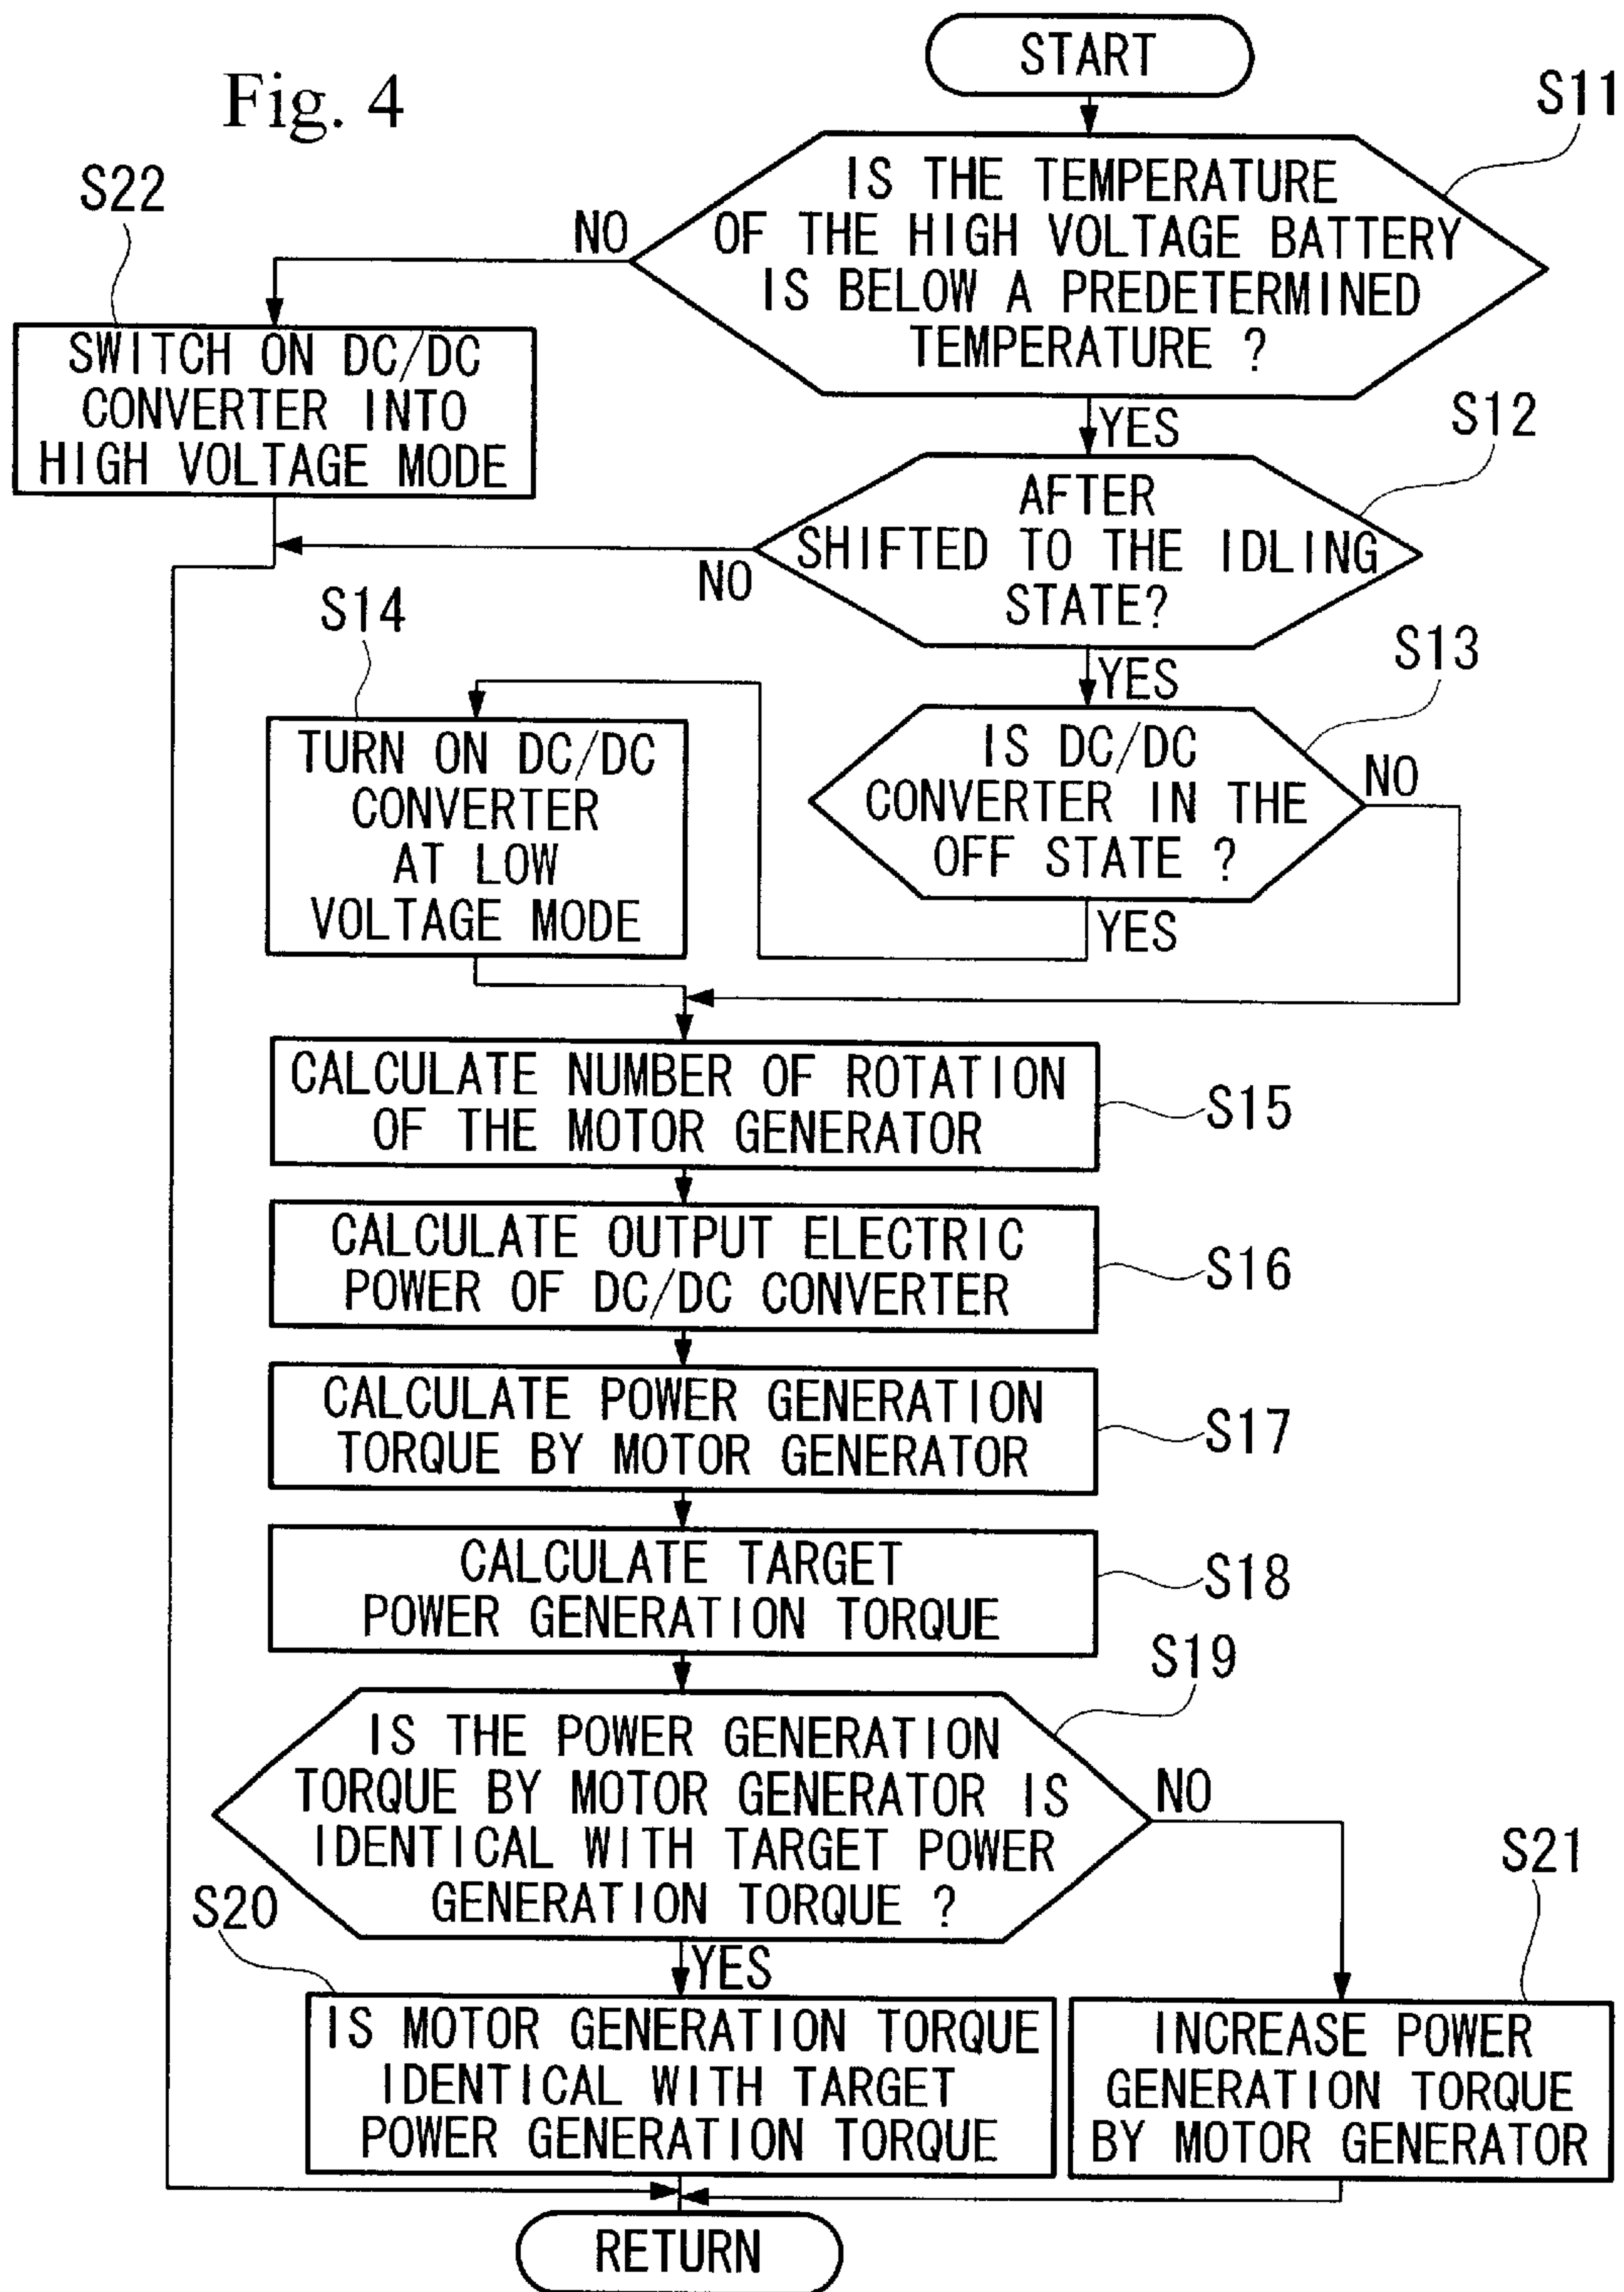 Fig. 4
START
S11
IS THE TEMPERATURE
OF THE HIGH VOLTAGE BATTERY
IS BELOW A PREDETERMINED
TEMPERATURE ?
NO
YES
S22
SWITCH ON DC/DC
CONVERTER INTO
HIGH VOLTAGE MODE
S12
AFTER
SHIFTED TO THE IDLING
STATE?
NO
YES
S13
IS DC/DC
CONVERTER IN THE
OFF STATE ?
NO
YES
S14
TURN ON DC/DC
CONVERTER
AT LOW
VOLTAGE MODE
CALCULATE NUMBER OF ROTATION
OF THE MOTOR GENERATOR
S15
CALCULATE OUTPUT ELECTRIC
POWER OF DC/DC CONVERTER
S16
CALCULATE POWER GENERATION
TORQUE BY MOTOR GENERATOR
S17
CALCULATE TARGET
POWER GENERATION TORQUE
S18
S19
IS THE POWER GENERATION
TORQUE BY MOTOR GENERATOR IS
IDENTICAL WITH TARGET POWER
GENERATION TORQUE ?
NO
YES
S20
IS MOTOR GENERATION TORQUE
IDENTICAL WITH TARGET
POWER GENERATION TORQUE
S21
INCREASE POWER
GENERATION TORQUE
BY MOTOR GENERATOR
RETURN